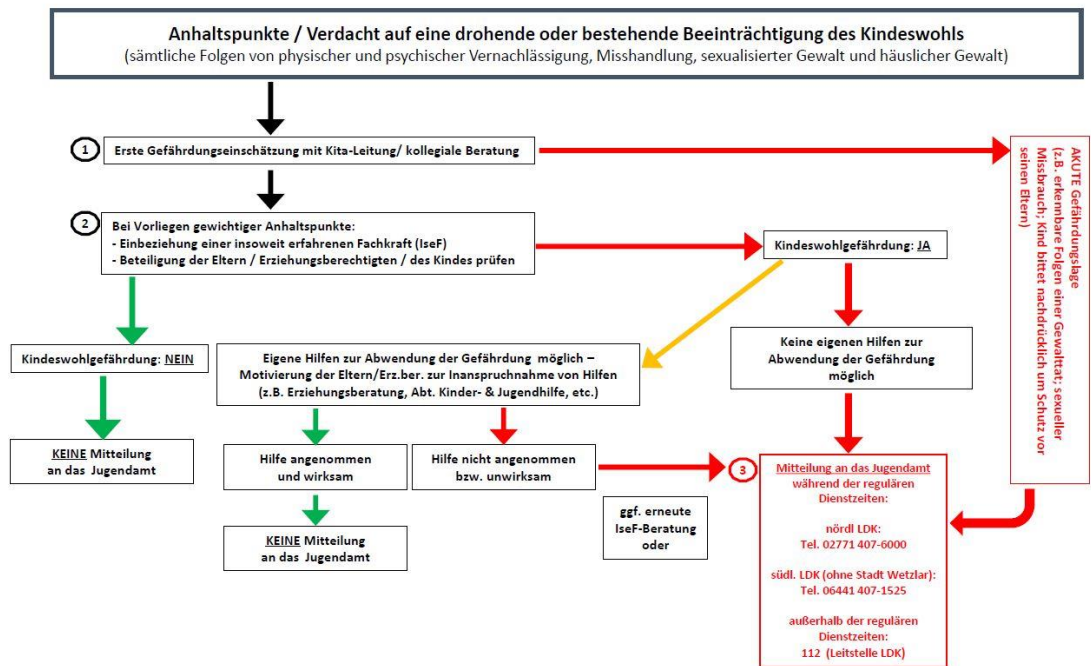 Anhaltspunkte / Verdacht auf eine drohende oder bestehende Beeinträchtigung des Kindeswohls
(sämtliche Folgen von physischer und psychischer Vernachlässigung, Misshandlung, sexualisierter Gewalt und häuslicher Gewalt)
1
Erste Gefährdungseinschätzung mit Kita-Leitung/ kollegiale Beratung
AKUTE Gefährdungslage
(z.B. erkennbare Folgen einer Gewalttat; sexueller
Missbrauch; Kind bittet nachdrücklich um Schutz vor
seinen Eltern)
2
Bei Vorliegen gewichtiger Anhaltspunkte:
- Einbeziehung einer insoweit erfahrenen Fachkraft (IseF)
- Beteiligung der Eltern / Erziehungsberechtigten / des Kindes prüfen
Kindeswohlgefährdung: JA
Kindeswohlgefährdung: NEIN
Eigene Hilfen zur Abwendung der Gefährdung möglich –
Motivierung der Eltern/Erz.ber. zur Inanspruchnahme von Hilfen
(z.B. Erziehungsberatung, Abt. Kinder- & Jugendhilfe, etc.)
Keine eigenen Hilfen zur
Abwendung der Gefährdung
möglich
KEINE Mitteilung
an das Jugendamt
Hilfe angenommen
und wirksam
Hilfe nicht angenommen
bzw. unwirksam
KEINE Mitteilung
an das Jugendamt
ggf. erneute
IseF-Beratung
oder
3
Mitteilung an das Jugendamt
während der regulären
Dienstzeiten:
nördl LDK:
Tel. 02771 407-6000
südl. LDK (ohne Stadt Wetzlar):
Tel. 06441 407-1525
außerhalb der regulären
Dienstzeiten:
112 (Leitstelle LDK)